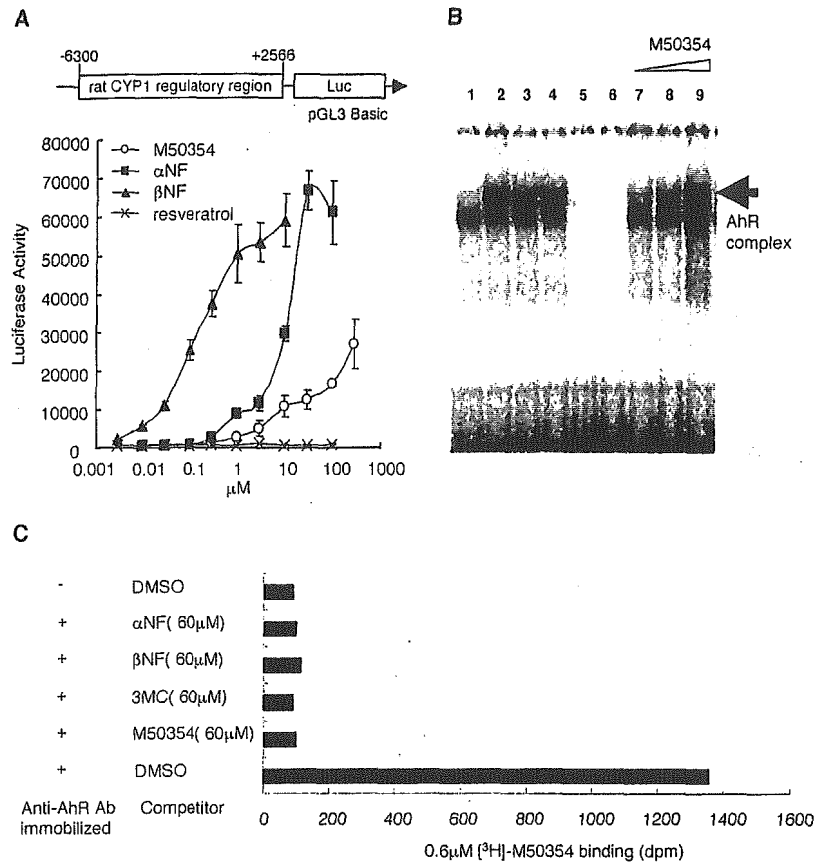 A
-6300
+2566
rat CYP1 regulatory region
Luc
pGL3 Basic
80000
70000
60000
50000
40000
30000
20000
10000
0
Luciferase Activity
M50354
αNF
βNF
resveratrol
0.001
0.01
0.1
1
10
100
1000
μM
B
M50354
1 2 3 4 5 6 7 8 9
AhR
complex
C
- DMSO
+ αNF( 60μM)
+ βNF( 60μM)
+ 3MC( 60μM)
+ M50354( 60μM)
+ DMSO
Anti-AhR Ab
immobilized
Competitor
0 200 400 600 800 1000 1200 1400 1600
0.6μM [³H]-M50354 binding (dpm)